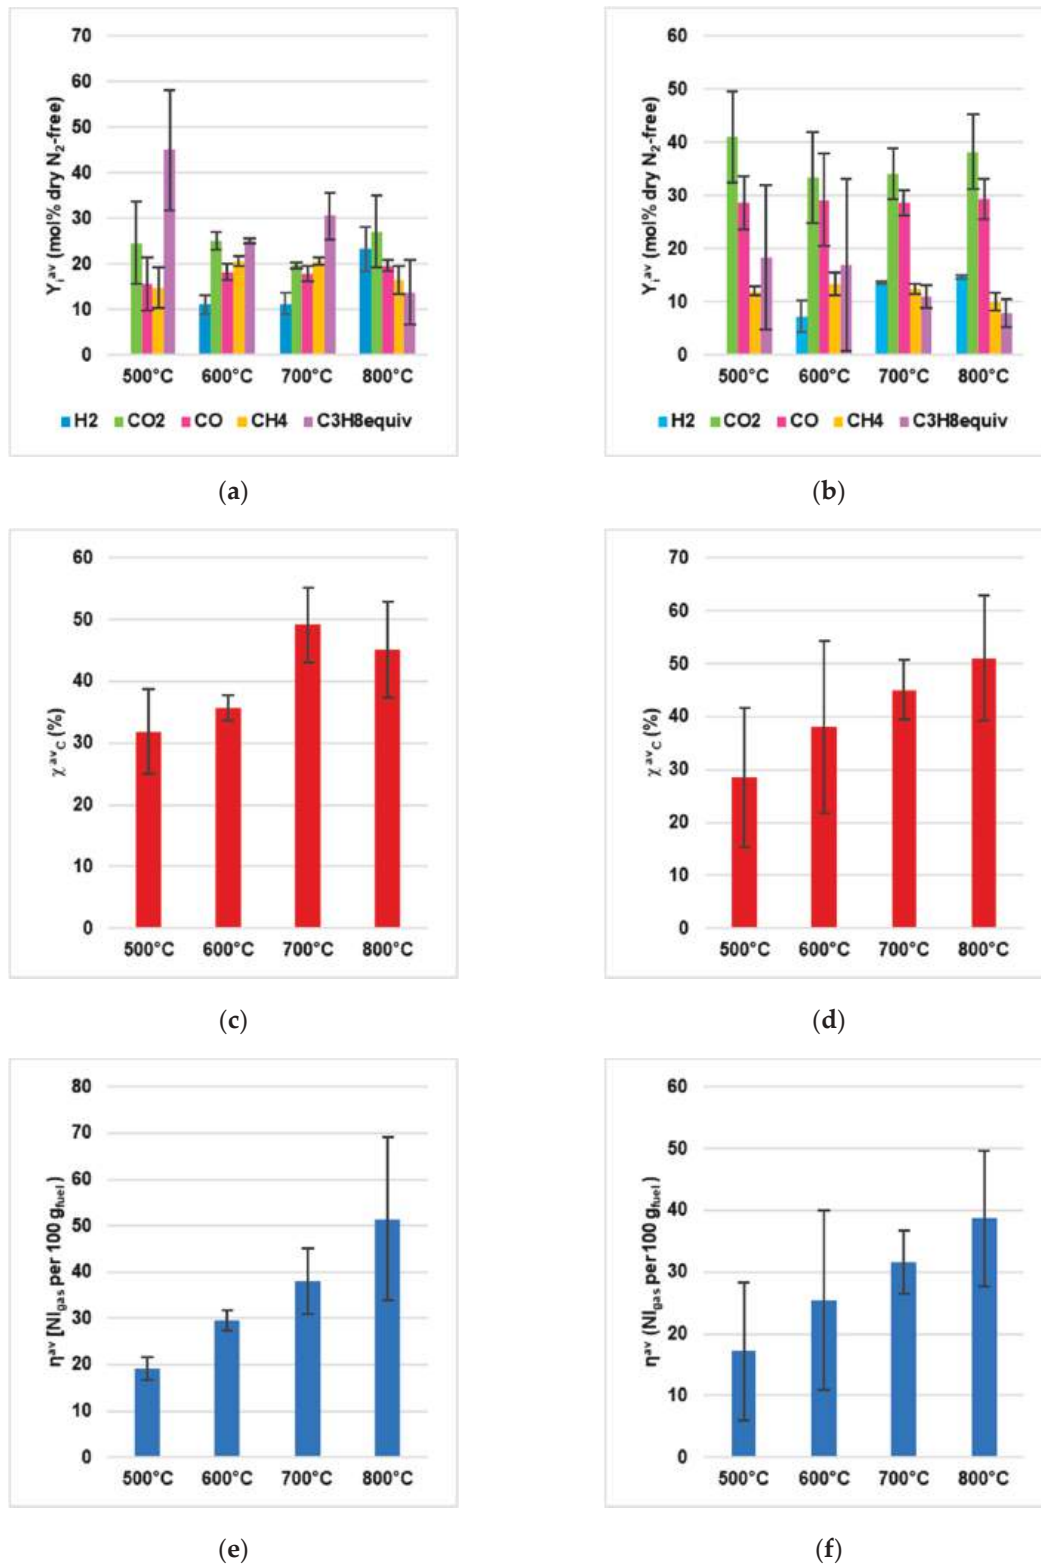 70
60
50
40
30
20
10
0
Yᵢᵃᵛ (mol% dry N₂-free)
500°C 600°C 700°C 800°C
H2 CO2 CO CH4 C3H8equiv
(a)
60
50
40
30
20
10
0
Yᵢᵃᵛ (mol% dry N₂-free)
500°C 600°C 700°C 800°C
H2 CO2 CO CH4 C3H8equiv
(b)
60
50
40
30
20
10
0
χᵃᵛC (%)
500°C 600°C 700°C 800°C
(c)
70
60
50
40
30
20
10
0
χᵃᵛC (%)
500°C 600°C 700°C 800°C
(d)
80
70
60
50
40
30
20
10
0
ηᵃᵛ [Nlgas per 100 gfuel)
500°C 600°C 700°C 800°C
(e)
60
50
40
30
20
10
0
ηᵃᵛ (Nlgas per 100 gfuel)
500°C 600°C 700°C 800°C
(f)